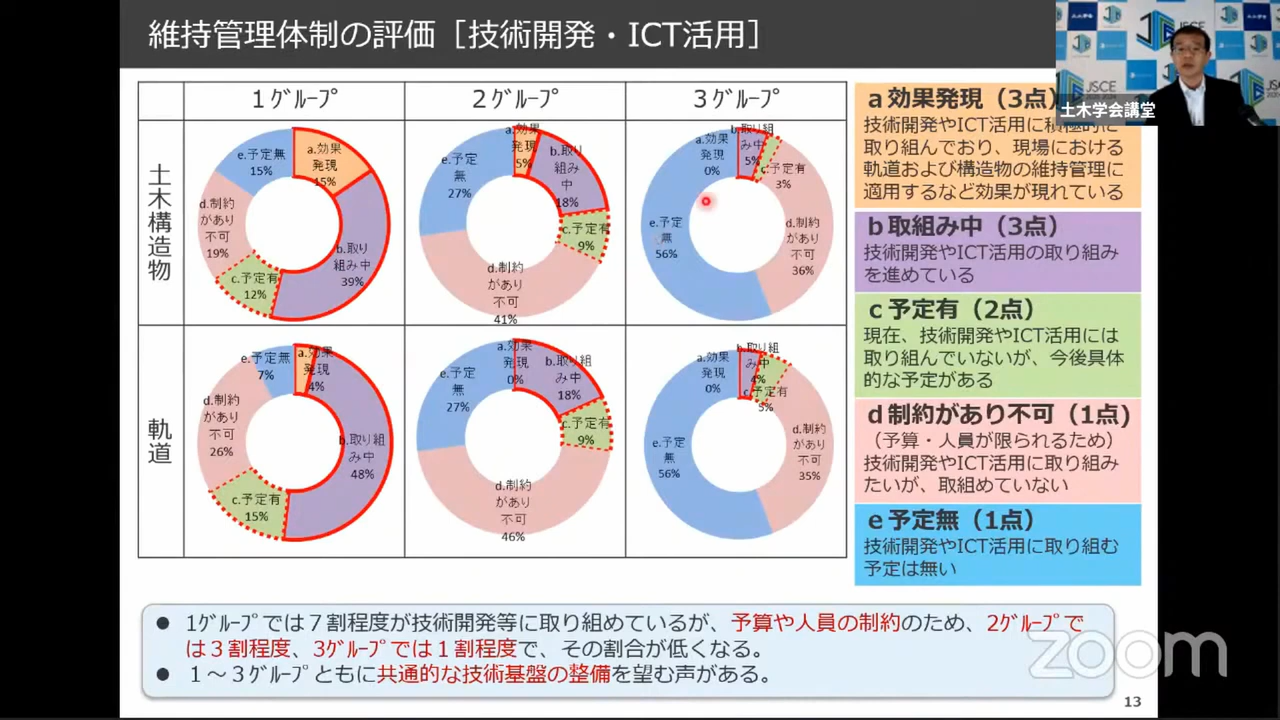 維持管理体制の評価［技術開発・ICT活用］
JSCE
JSCE
土木学会講堂
1ｸﾞﾙｰﾌﾟ
2ｸﾞﾙｰﾌﾟ
3ｸﾞﾙｰﾌﾟ
土木構造物
a.効果
発現
15%
b.取り
組み中
39%
c.予定有
12%
d.制約
があり
不可
19%
e.予定無
15%
a.効果
発現
5%
b.取り
組み
中
18%
c.予定有
9%
d.制約
があり
不可
41%
e.予定
無
27%
a.効果
発現
0%
b.取り組
み中
5%
c.予定有
3%
d.制約
があり
不可
36%
e.予定
無
56%
軌道
a.効果
発現
4%
b.取り組
み中
48%
c.予定有
15%
d.制約
があり
不可
26%
e.予定無
7%
a.効果
発現
0%
b.取り組
み中
18%
c.予定有
9%
d.制約
があり
不可
46%
e.予定
無
27%
a.効果
発現
0%
b.取り組
み中
4%
c.予定有
5%
d.制約
があり
不可
35%
e.予定
無
56%
a 効果発現（3点）
技術開発やICT活用に積極的に
取り組んでおり、現場における
軌道および構造物の維持管理に
適用するなど効果が現れている
b 取組み中（3点）
技術開発やICT活用の取り組み
を進めている
c 予定有（2点）
現在、技術開発やICT活用には
取り組んでいないが、今後具体
的な予定がある
d 制約があり不可（1点)
（予算・人員が限られるため）
技術開発やICT活用に取り組み
たいが、取組めていない
e 予定無（1点）
技術開発やICT活用に取り組む
予定は無い
● 1ｸﾞﾙｰﾌﾟでは７割程度が技術開発等に取り組めているが、予算や人員の制約のため、2ｸﾞﾙｰﾌﾟで
は３割程度、3ｸﾞﾙｰﾌﾟでは１割程度で、その割合が低くなる。
● １～３ｸﾞﾙｰﾌﾟともに共通的な技術基盤の整備を望む声がある。
zoom
13